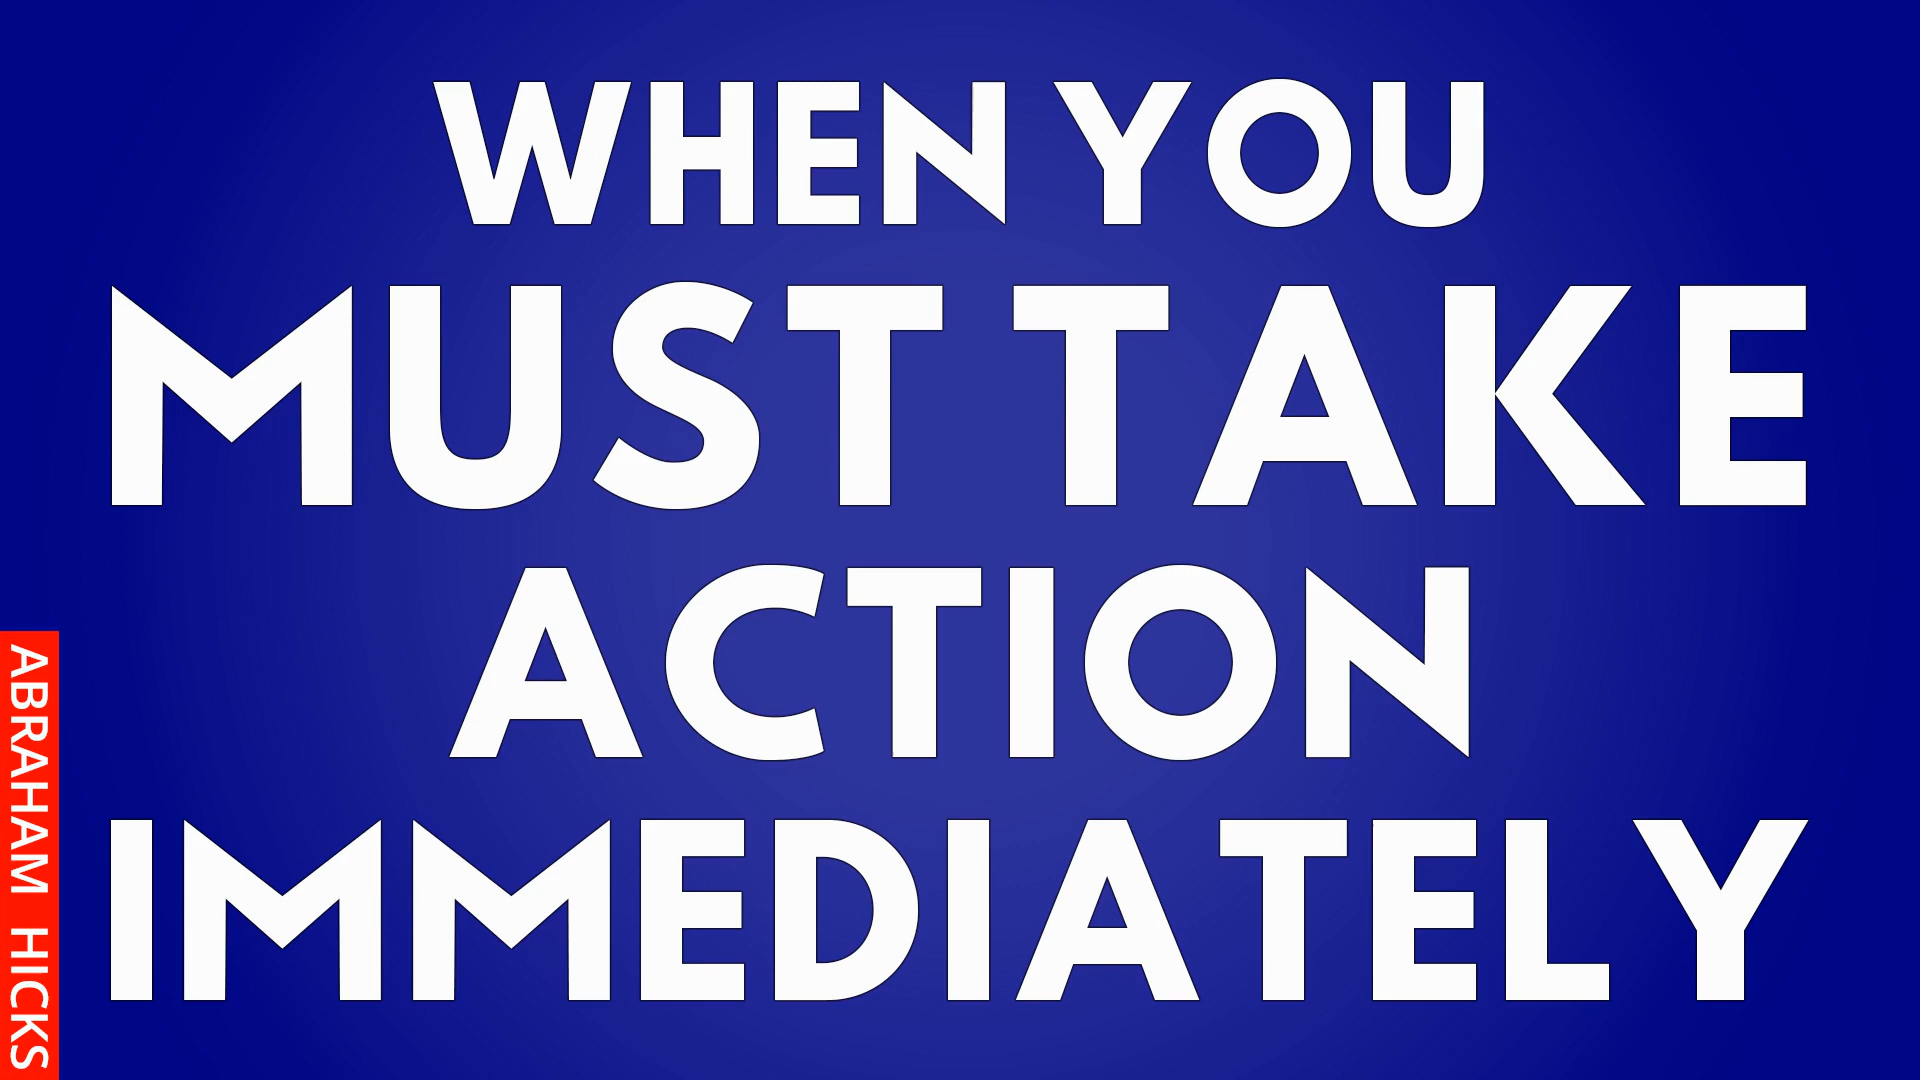 WHEN YOU
MUST TAKE
ACTION
IMMEDIATELY
ABRAHAM HICKS